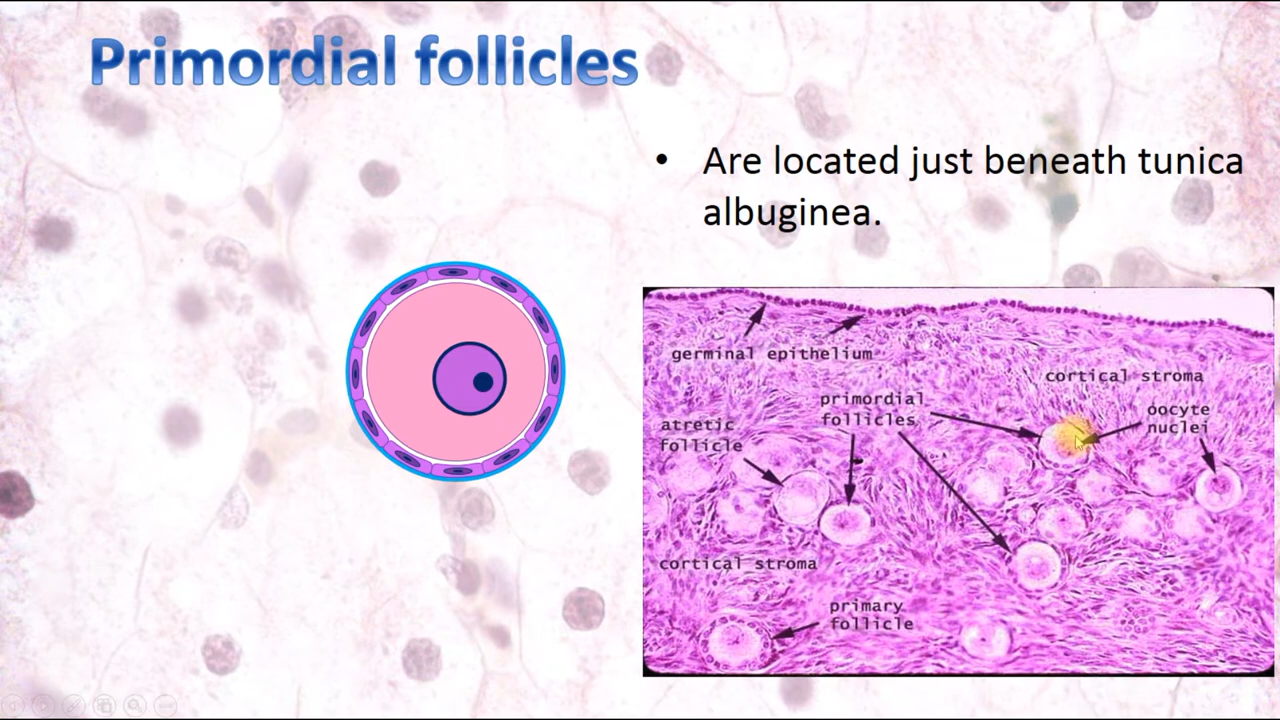 Primordial follicles
• Are located just beneath tunica
albuginea.
germinal epithelium
cortical stroma
primordial
follicles
oocyte
nuclei
atretic
follicle
cortical stroma
primary
follicle